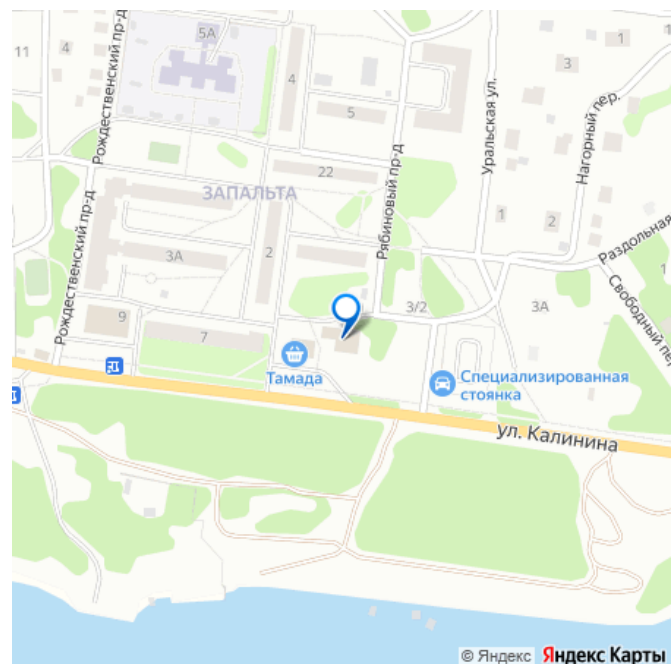 5А
4
4
1
3
5
Рождественский пр-д
Рябиновый пр-д
Уральская ул.
Нагорный пер.
22
ЗАПАЛЬТА
1
2
Раздольная
Рождественский пр-д
3А
2
1
Свободный пер
3/2
3А
9
7
Тамада
Специализированная
стоянка
ул. Калинина
© Яндекс Яндекс Карты